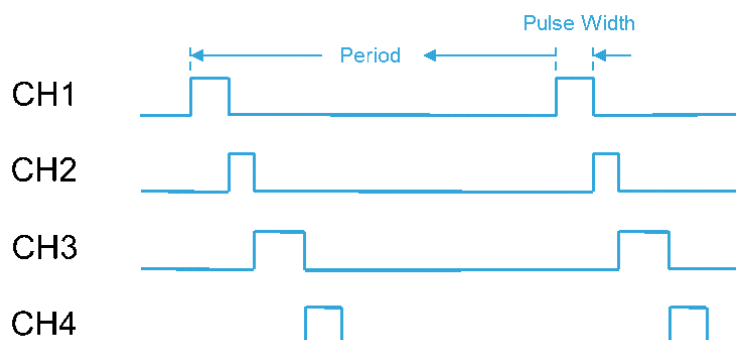 Pulse Width
Period
CH1
CH2
CH3
CH4